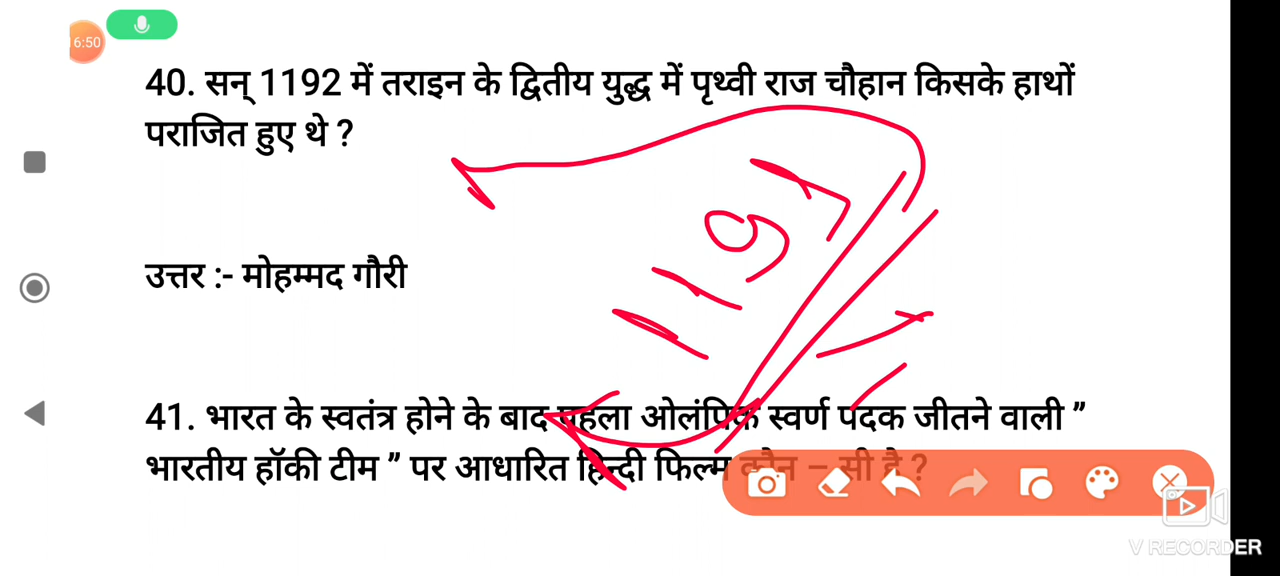 6:50
40. सन् 1192 में तराइन के द्वितीय युद्ध में पृथ्वी राज चौहान किसके हाथों
पराजित हुए थे ?
119
उत्तर :- मोहम्मद गौरी
41. भारत के स्वतंत्र होने के बाद पहला ओलंपिक स्वर्ण पदक जीतने वाली ”
भारतीय हॉकी टीम ” पर आधारित हिन्दी फिल्म कौन – सी है ?
V RECORDER